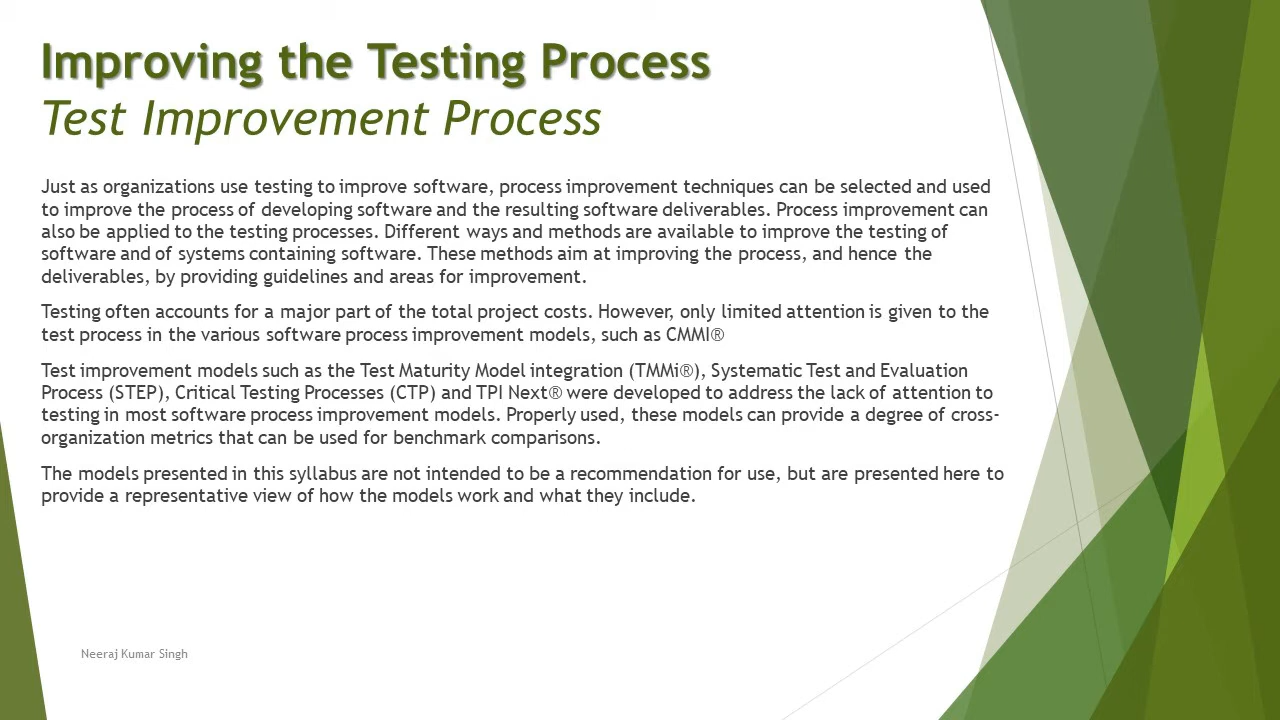 Improving the Testing Process
Test Improvement Process
Just as organizations use testing to improve software, process improvement techniques can be selected and used
to improve the process of developing software and the resulting software deliverables. Process improvement can
also be applied to the testing processes. Different ways and methods are available to improve the testing of
software and of systems containing software. These methods aim at improving the process, and hence the
deliverables, by providing guidelines and areas for improvement.
Testing often accounts for a major part of the total project costs. However, only limited attention is given to the
test process in the various software process improvement models, such as CMMI®
Test improvement models such as the Test Maturity Model integration (TMMi®), Systematic Test and Evaluation
Process (STEP), Critical Testing Processes (CTP) and TPI Next® were developed to address the lack of attention to
testing in most software process improvement models. Properly used, these models can provide a degree of cross-
organization metrics that can be used for benchmark comparisons.
The models presented in this syllabus are not intended to be a recommendation for use, but are presented here to
provide a representative view of how the models work and what they include.
Neeraj Kumar Singh